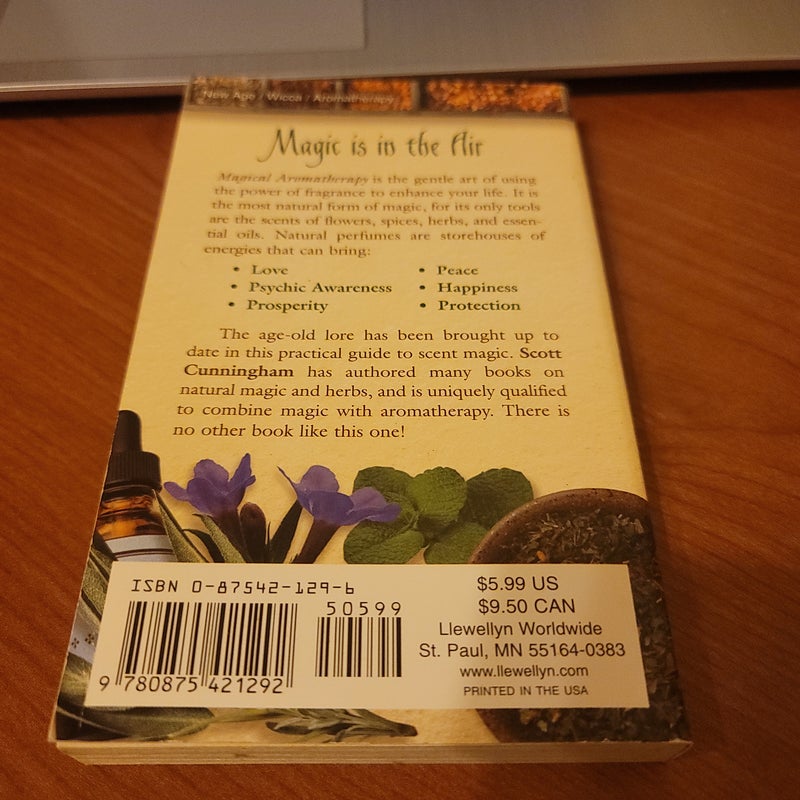 New Age / Wicca / Aromatherapy
Magic is in the Air
Magical Aromatherapy is the gentle art of using
the power of fragrance to enhance your life. It is
the most natural form of magic, for its only tools
are the scents of flowers, spices, herbs, and essen-
tial oils. Natural perfumes are storehouses of
energies that can bring:
• Love
• Peace
• Psychic Awareness
• Happiness
• Prosperity
• Protection
The age-old lore has been brought up to
date in this practical guide to scent magic. Scott
Cunningham has authored many books on
natural magic and herbs, and is uniquely qualified
to combine magic with aromatherapy. There is
no other book like this one!
ISBN 0-87542-129-6
50599
9 780875 421292
$5.99 US
$9.50 CAN
Llewellyn Worldwide
St. Paul, MN 55164-0383
www.llewellyn.com
PRINTED IN THE USA